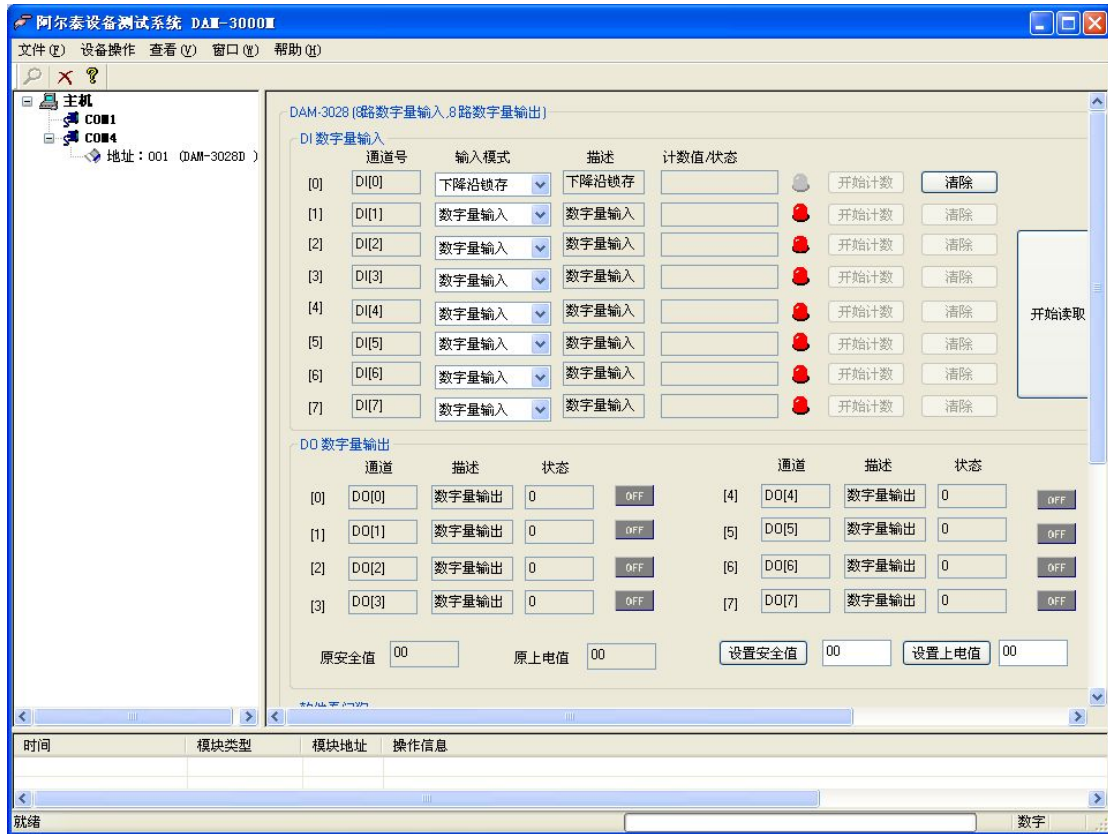 阿尔泰设备测试系统 DAM-3000M
文件(F) 设备操作 查看(V) 窗口(W) 帮助(H)
主机
COM1
COM4
地址：001 (DAM-3028D )
DAM-3028 (8路数字量输入,8路数字量输出)
DI 数字量输入
通道号 输入模式 描述 计数值/状态
[0] DI[0] 下降沿锁存 下降沿锁存 开始计数 清除
[1] DI[1] 数字量输入 数字量输入 开始计数 清除
[2] DI[2] 数字量输入 数字量输入 开始计数 清除
[3] DI[3] 数字量输入 数字量输入 开始计数 清除
[4] DI[4] 数字量输入 数字量输入 开始计数 清除
开始读取
[5] DI[5] 数字量输入 数字量输入 开始计数 清除
[6] DI[6] 数字量输入 数字量输入 开始计数 清除
[7] DI[7] 数字量输入 数字量输入 开始计数 清除
DO 数字量输出
通道 描述 状态 通道 描述 状态
[0] DO[0] 数字量输出 0 OFF [4] DO[4] 数字量输出 0 OFF
[1] DO[1] 数字量输出 0 OFF [5] DO[5] 数字量输出 0 OFF
[2] DO[2] 数字量输出 0 OFF [6] DO[6] 数字量输出 0 OFF
[3] DO[3] 数字量输出 0 OFF [7] DO[7] 数字量输出 0 OFF
原安全值 00 原上电值 00 设置安全值 00 设置上电值 00
时间 模块类型 模块地址 操作信息
就绪 数字